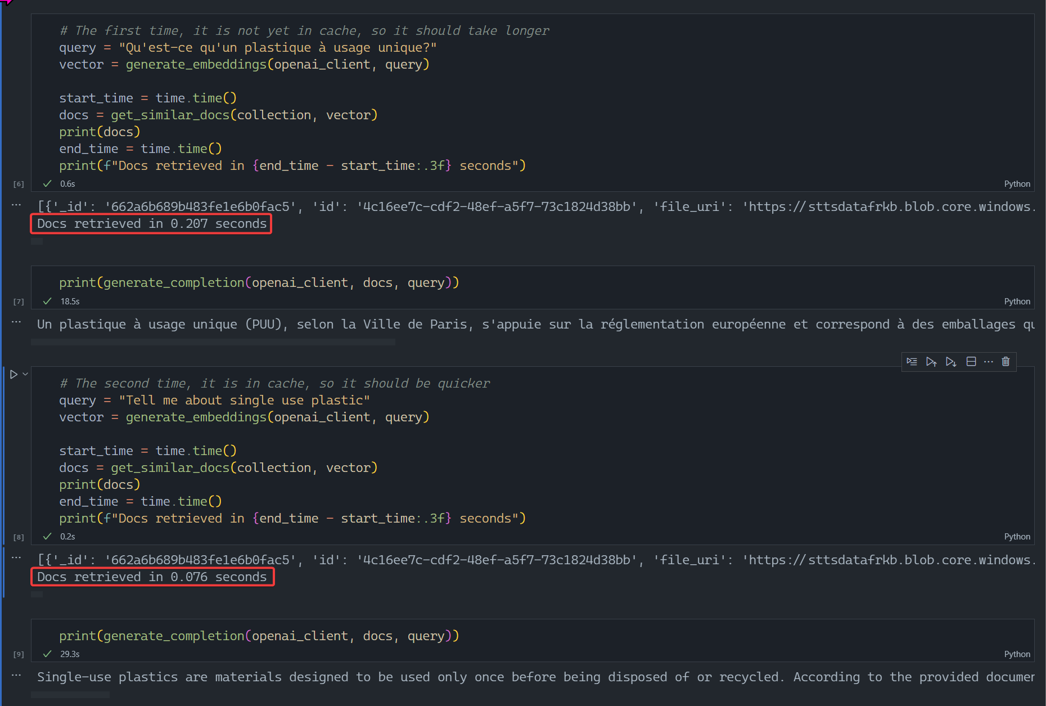 # The first time, it is not yet in cache, so it should take longer
query = "Qu'est-ce qu'un plastique à usage unique?"
vector = generate_embeddings(openai_client, query)
start_time = time.time()
docs = get_similar_docs(collection, vector)
print(docs)
end_time = time.time()
print(f"Docs retrieved in {end_time - start_time:.3f} seconds")
[6] 0.6s Python
... [{'_id': '662a6b689b483fe1e6b0fac5', 'id': '4c16ee7c-cdf2-48ef-a5f7-73c1824d38bb', 'file_uri': 'https://sttsdatafrkb.blob.core.windows.
Docs retrieved in 0.207 seconds
print(generate_completion(openai_client, docs, query))
[7] 18.5s Python
... Un plastique à usage unique (PUU), selon la Ville de Paris, s'appuie sur la réglementation européenne et correspond à des emballages qu
# The second time, it is in cache, so it should be quicker
query = "Tell me about single use plastic"
vector = generate_embeddings(openai_client, query)
start_time = time.time()
docs = get_similar_docs(collection, vector)
print(docs)
end_time = time.time()
print(f"Docs retrieved in {end_time - start_time:.3f} seconds")
[8] 0.2s Python
... [{'_id': '662a6b689b483fe1e6b0fac5', 'id': '4c16ee7c-cdf2-48ef-a5f7-73c1824d38bb', 'file_uri': 'https://sttsdatafrkb.blob.core.windows.
Docs retrieved in 0.076 seconds
print(generate_completion(openai_client, docs, query))
[9] 29.3s Python
... Single-use plastics are materials designed to be used only once before being disposed of or recycled. According to the provided documen